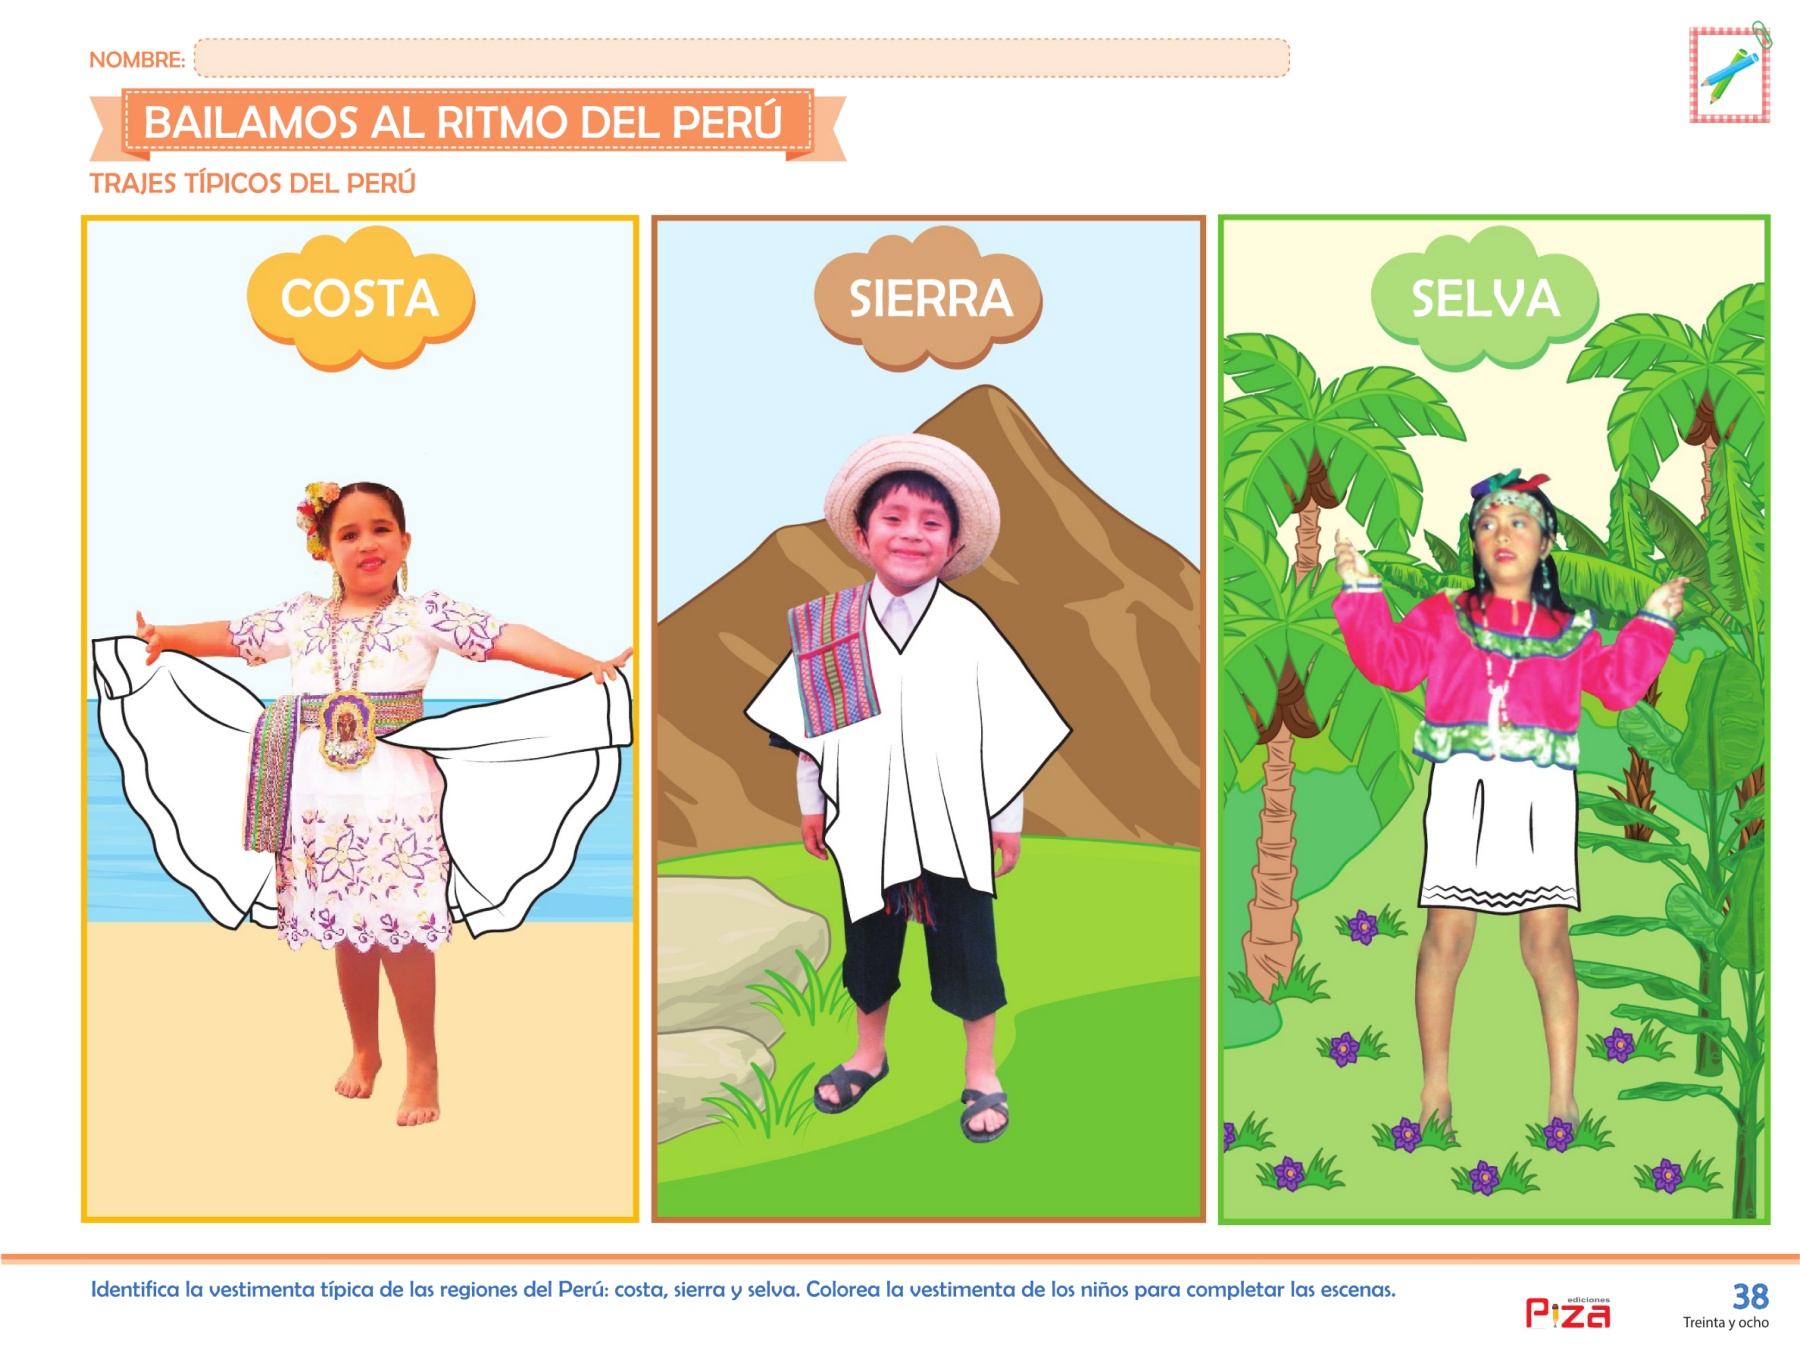 NOMBRE:
BAILAMOS AL RITMO DEL PERÚ
TRAJES TÍPICOS DEL PERÚ
COSTA
SIERRA
SELVA
Identifica la vestimenta típica de las regiones del Perú: costa, sierra y selva. Colorea la vestimenta de los niños para completar las escenas.
ediciones
Piza
38
Treinta y ocho